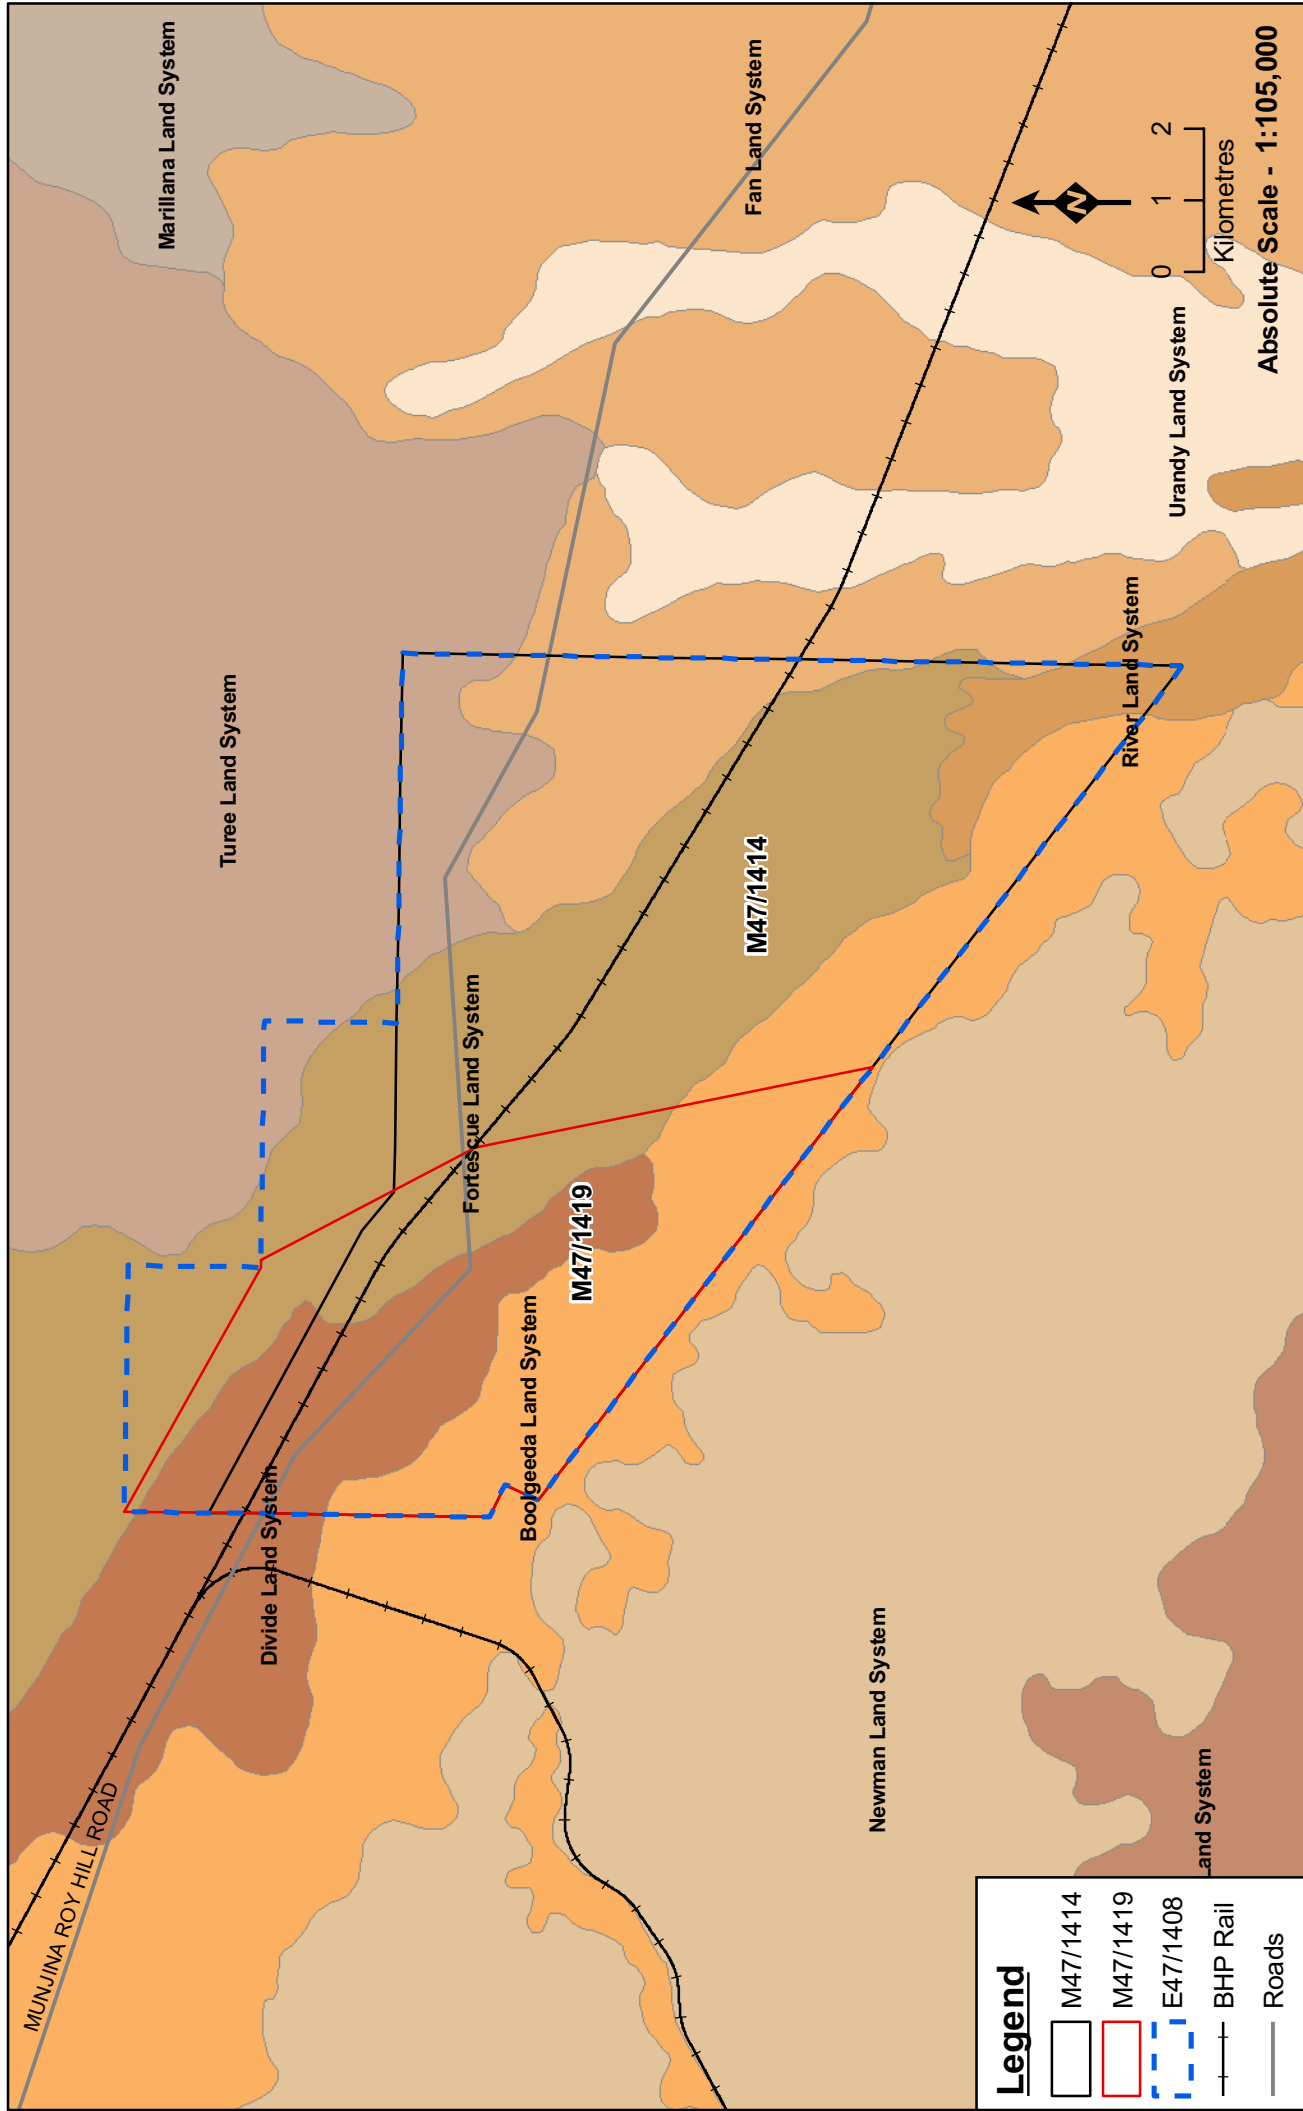 Marillana Land System
Turee Land System
Fan Land System
MUNJINA ROY HILL ROAD
Divide Land System
Fortescue Land System
M47/1414
M47/1419
Boolgeeda Land System
River Land System
Urandy Land System
Newman Land System
Land System
N
0 1 2
Kilometres
Absolute Scale - 1:105,000
Legend
M47/1414
M47/1419
E47/1408
BHP Rail
Roads